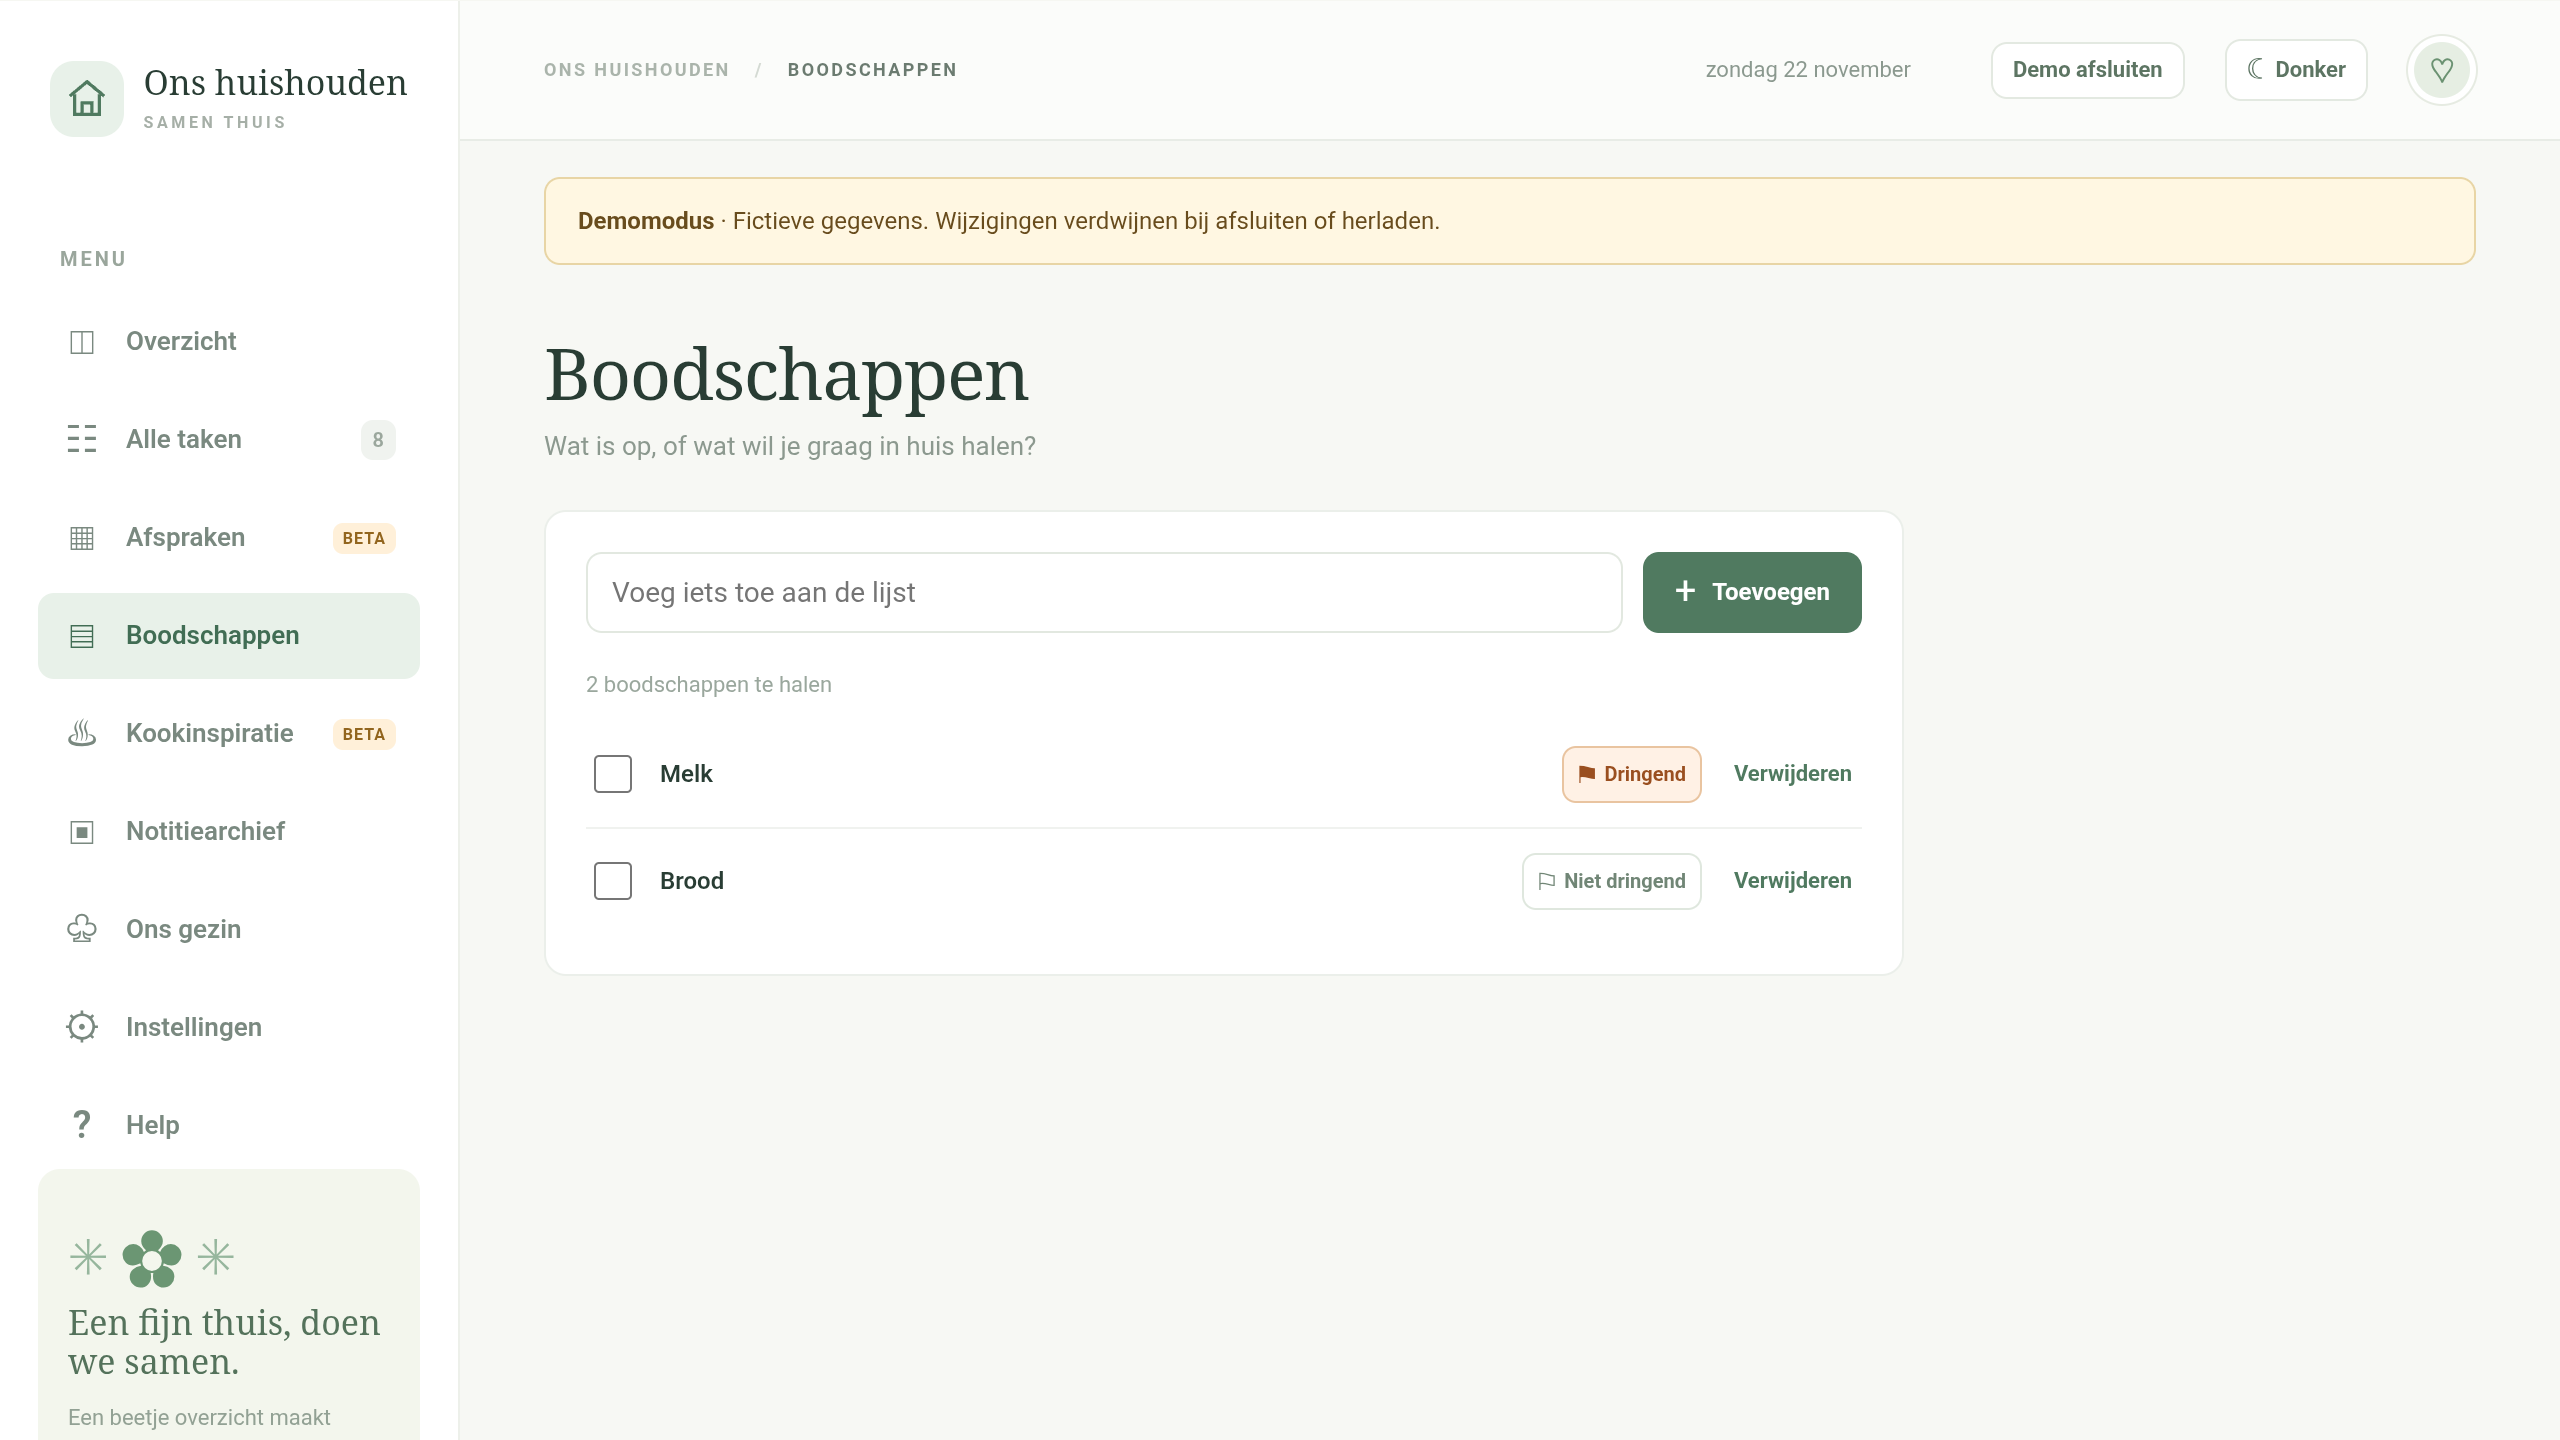 Ons huishouden
SAMEN THUIS
MENU
Overzicht
Alle taken 8
Afspraken BETA
Boodschappen
Kookinspiratie BETA
Notitiearchief
Ons gezin
Instellingen
? Help
Een fijn thuis, doen
we samen.
Een beetje overzicht maakt
ONS HUISHOUDEN / BOODSCHAPPEN
zondag 22 november
Demo afsluiten
☾ Donker
Demomodus · Fictieve gegevens. Wijzigingen verdwijnen bij afsluiten of herladen.
Boodschappen
Wat is op, of wat wil je graag in huis halen?
Voeg iets toe aan de lijst
+ Toevoegen
2 boodschappen te halen
Melk ⚑ Dringend Verwijderen
Brood ⚐ Niet dringend Verwijderen